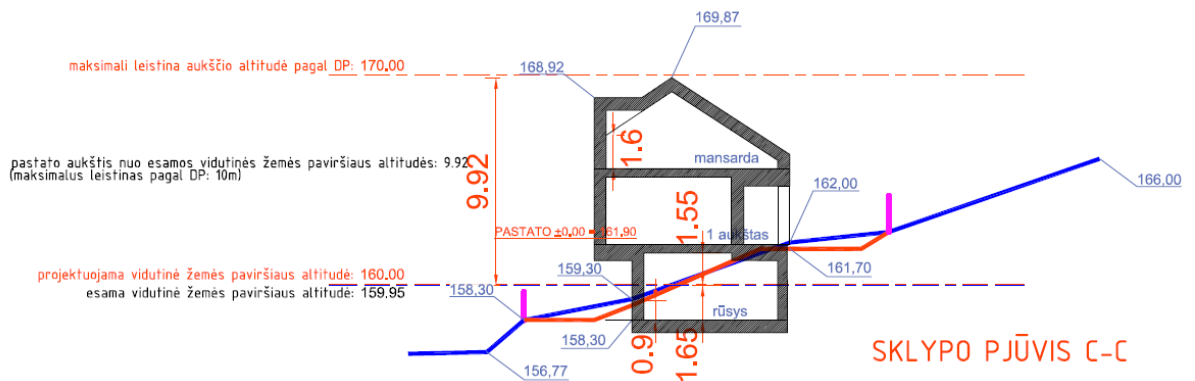 169,87
maksimali leistina aukščio altitudė pagal DP: 170.00
168,92
1.6
mansarda
pastato aukštis nuo esamos vidutinės žemės paviršiaus altitudės: 9.92
(maksimalus leistinas pagal DP: 10m)
9.92
162,00
166,00
1.55
PASTATO ±0,00 = 161,90
1 aukštas
159,30
161,70
projektuojama vidutinė žemės paviršiaus altitudė: 160.00
esama vidutinė žemės paviršiaus altitudė: 159.95
158,30
rūsys
158,30
0.9
1.65
156,77
SKLYPO PJŪVIS C-C